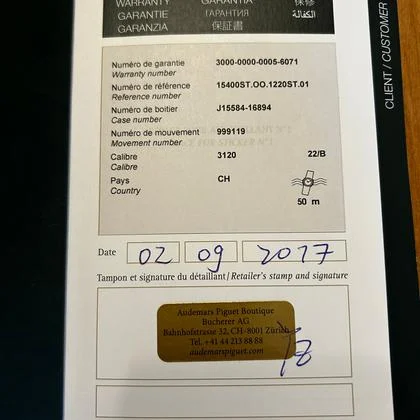 WARRANTY GARANTÍA 保修
GARANTIE ГАРАНТИЯ الكفالة
GARANZIA 保証書
CLIENT / CUSTOMER
Numéro de garantie 3000-0000-0005-6071
Warranty number
Numéro de référence 15400ST.OO.1220ST.01
Reference number
Numéro de boitier J15584-16894
Case number
Numéro de mouvement 999119
Movement number
Calibre 3120 22/B
Calibre
Pays CH
Country
50 m
Date 02 09 2017
Tampon et signature du détaillant / Retailer's stamp and signature
Audemars Piguet Boutique
Bucherer AG
Bahnhofstrasse 32, CH-8001 Zürich
Tel. +41 44 213 88 88
audemarspiguet.com